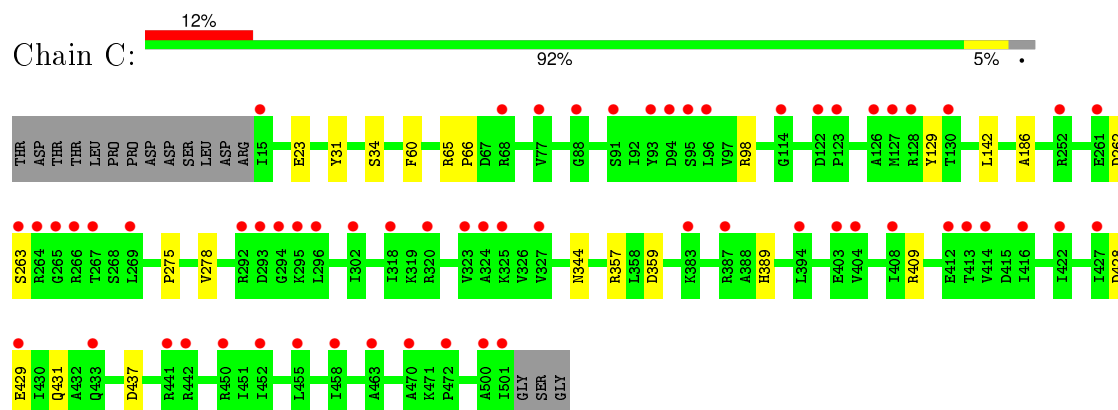 12%
Chain C:
92% 5% •
THR ASP THR THR LEU PRO PRO ASP ASP SER LEU ASP ARG I15 E23 Y31 S34 F60 R65 P66 D67 R68 V77 G88 S91 I92 Y93 D94 S95 L96 V97 R98 G114 D122 P123 A126 M127 R128 Y129 T130 L142 A186 R252 E261 D262
S263 R264 G265 R266 T267 S268 L269 P275 V278 R292 D293 G294 K295 L296 I302 I318 K319 R320 V323 A324 K325 V326 V327 N344 R357 L358 D359 K383 R387 A388 H389 L394 E403 V404 I408 R409 E412 T413 V414 D415 I416 I422 I427 D428
E429 I430 Q431 A432 Q433 D437 R441 R442 R450 I451 I452 L455 I458 A463 A470 K471 P472 A500 I501 GLY SER GLY